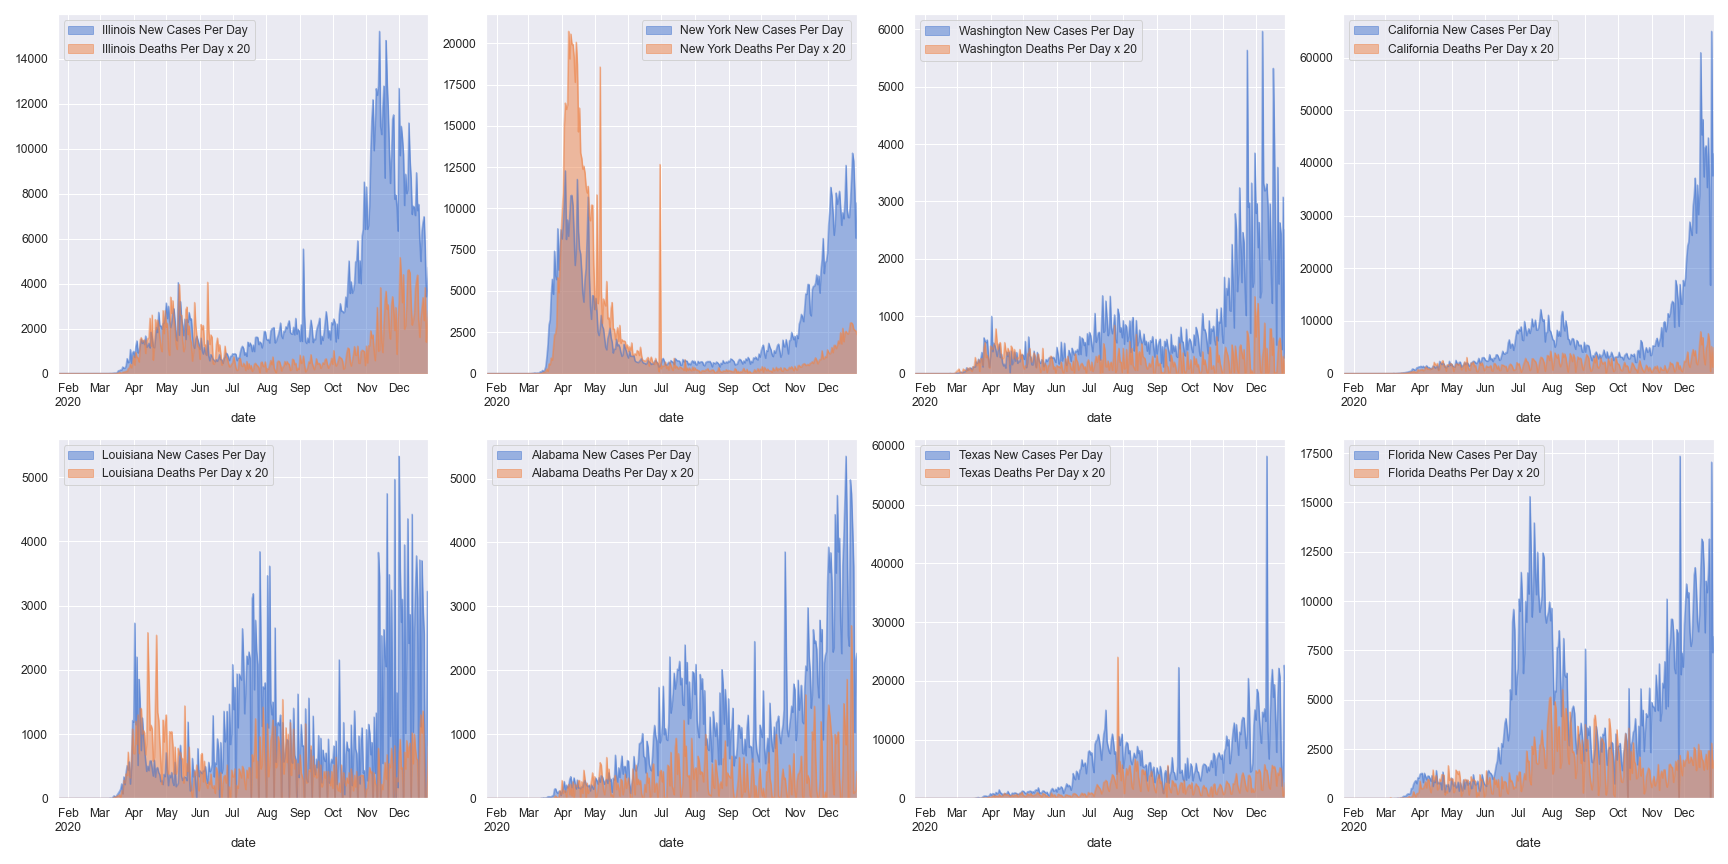 Illinois New Cases Per Day
Illinois Deaths Per Day x 20
14000
12000
10000
8000
6000
4000
2000
0
Feb Mar Apr May Jun Jul Aug Sep Oct Nov Dec
2020
date
New York New Cases Per Day
New York Deaths Per Day x 20
20000
17500
15000
12500
10000
7500
5000
2500
0
Feb Mar Apr May Jun Jul Aug Sep Oct Nov Dec
2020
date
Washington New Cases Per Day
Washington Deaths Per Day x 20
6000
5000
4000
3000
2000
1000
0
Feb Mar Apr May Jun Jul Aug Sep Oct Nov Dec
2020
date
California New Cases Per Day
California Deaths Per Day x 20
60000
50000
40000
30000
20000
10000
0
Feb Mar Apr May Jun Jul Aug Sep Oct Nov Dec
2020
date
Louisiana New Cases Per Day
Louisiana Deaths Per Day x 20
5000
4000
3000
2000
1000
0
Feb Mar Apr May Jun Jul Aug Sep Oct Nov Dec
2020
date
Alabama New Cases Per Day
Alabama Deaths Per Day x 20
5000
4000
3000
2000
1000
0
Feb Mar Apr May Jun Jul Aug Sep Oct Nov Dec
2020
date
Texas New Cases Per Day
Texas Deaths Per Day x 20
60000
50000
40000
30000
20000
10000
0
Feb Mar Apr May Jun Jul Aug Sep Oct Nov Dec
2020
date
Florida New Cases Per Day
Florida Deaths Per Day x 20
17500
15000
12500
10000
7500
5000
2500
0
Feb Mar Apr May Jun Jul Aug Sep Oct Nov Dec
2020
date